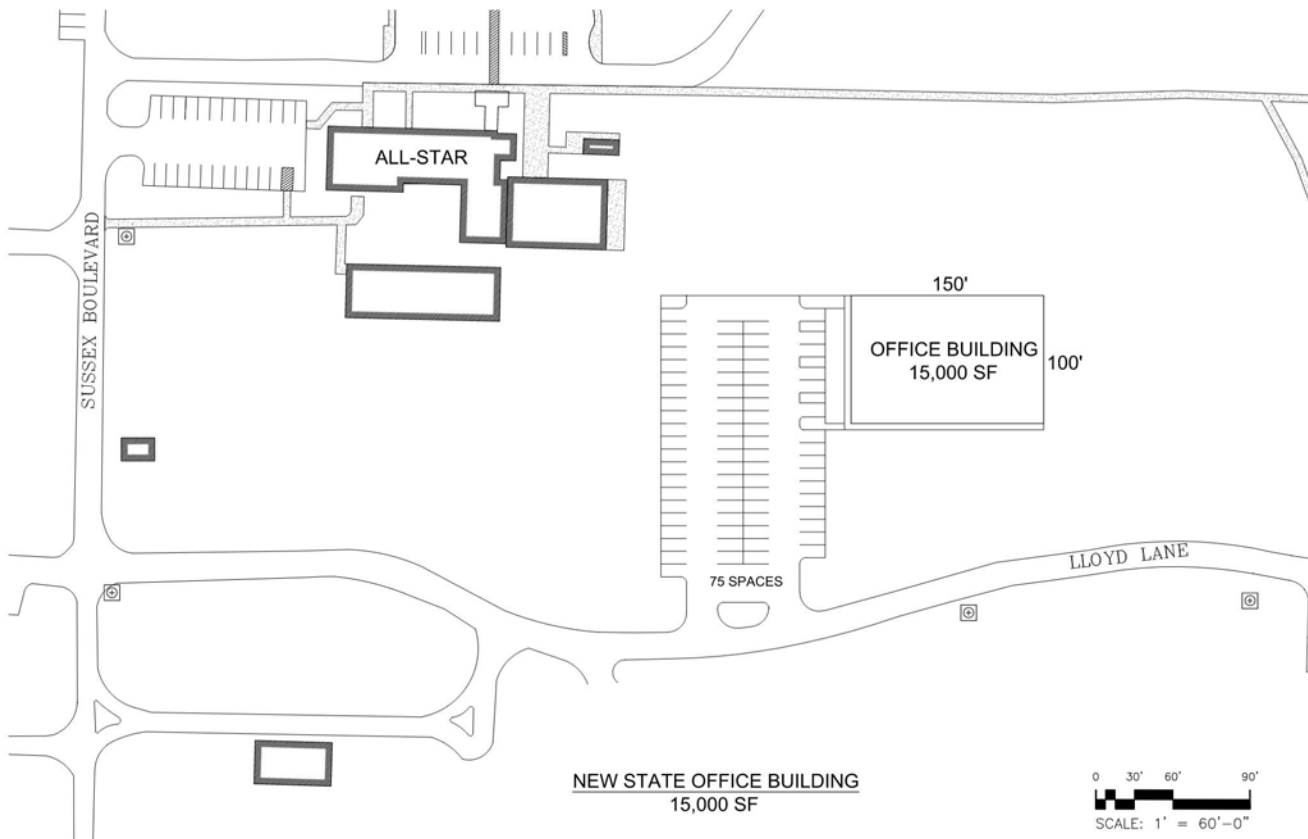 ALL-STAR
SUSSEX BOULEVARD
150'
OFFICE BUILDING
15,000 SF
100'
75 SPACES
LLOYD LANE
NEW STATE OFFICE BUILDING
15,000 SF
0 30' 60' 90'
SCALE: 1' = 60'-0"